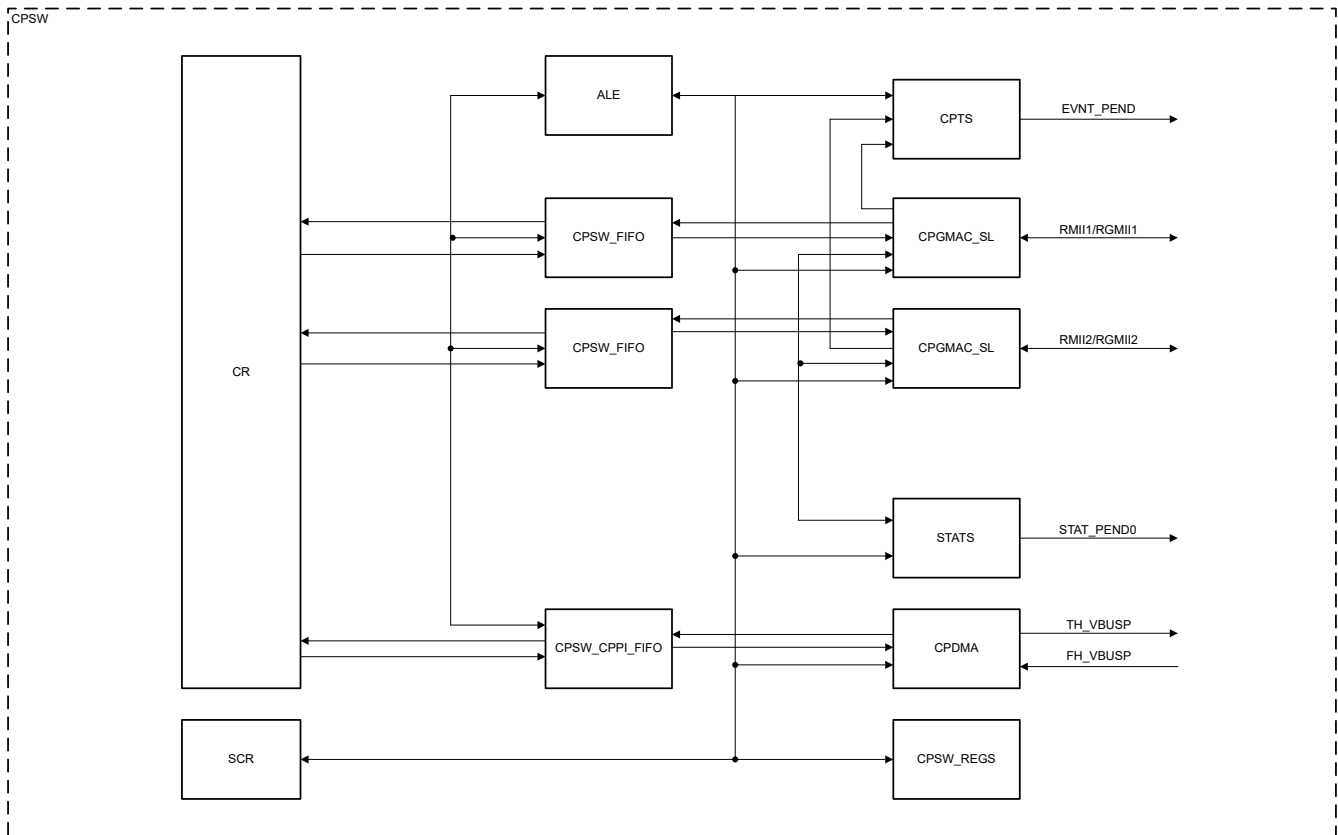 CPSW
ALE
CPTS
EVNT_PEND
CR
CPSW_FIFO
CPGMAC_SL
RMII1/RGMII1
CPSW_FIFO
CPGMAC_SL
RMII2/RGMII2
STATS
STAT_PEND0
CPSW_CPPI_FIFO
CPDMA
TH_VBUSP
FH_VBUSP
SCR
CPSW_REGS